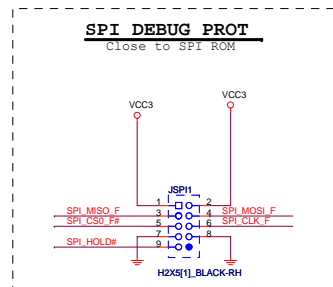 SPI DEBUG PROT
Close to SPI ROM
VCC3
VCC3
JSPI1
1 2
SPI_MISO_F 3 4 SPI_MOSI_F
SPI_CS0_F# 5 6 SPI_CLK_F
7 8
SPI_HOLD# 9
H2X5[1]_BLACK-RH